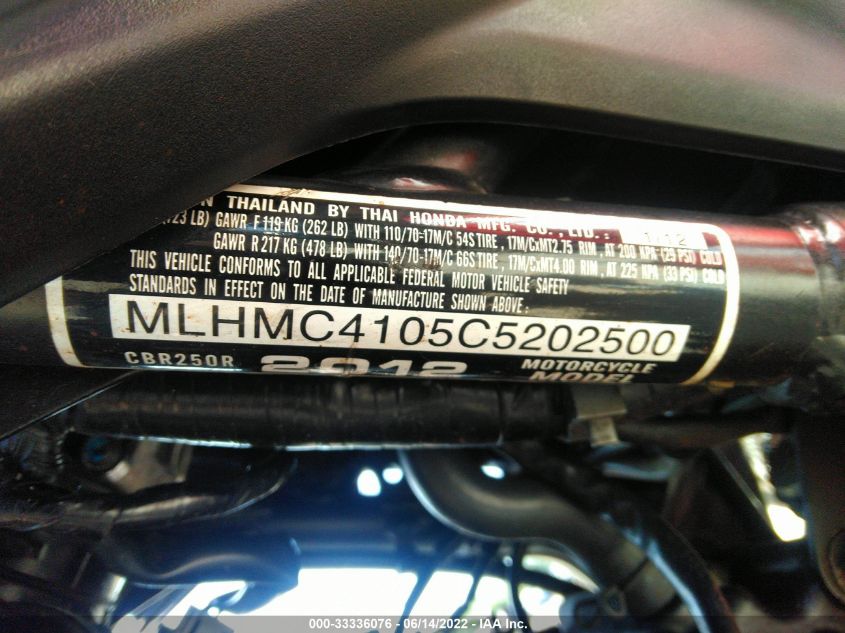 N THAILAND BY THAI HONDA MFG. CO., LTD.:
LB) GAWR F 119 KG (262 LB) WITH 110/70-17M/C 54S TIRE, 17M/CxMT2.75 RIM, AT 200 KPA (29 PSI) COLD
GAWR R 217 KG (478 LB) WITH 140/70-17M/C 66S TIRE, 17M/CxMT4.00 RIM, AT 225 KPA (33 PSI) COLD
THIS VEHICLE CONFORMS TO ALL APPLICABLE FEDERAL MOTOR VEHICLE SAFETY
STANDARDS IN EFFECT ON THE DATE OF MANUFACTURE SHOWN ABOVE:
MLHMC4105C5202500
CBR250R 2012 MOTORCYCLE
MODEL
000-33336076 - 06/14/2022 - IAA Inc.